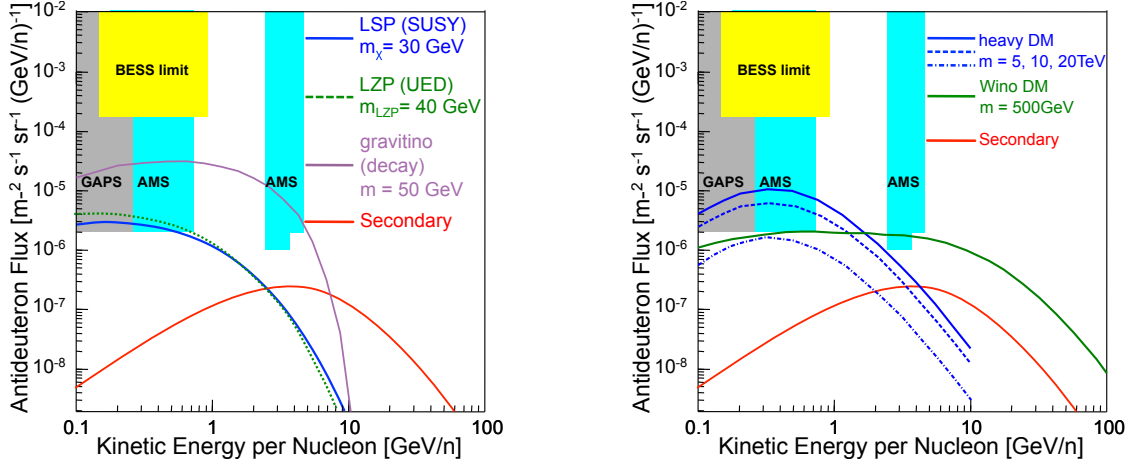 Antideuteron Flux [m⁻² s⁻¹ sr⁻¹ (GeV/n)⁻¹]
10⁻²
10⁻³
10⁻⁴
10⁻⁵
10⁻⁶
10⁻⁷
10⁻⁸
BESS limit
GAPS
AMS
AMS
LSP (SUSY)
mχ= 30 GeV
LZP (UED)
mLZP= 40 GeV
gravitino
(decay)
m = 50 GeV
Secondary
0.1
1
10
100
Kinetic Energy per Nucleon [GeV/n]
Antideuteron Flux [m⁻² s⁻¹ sr⁻¹ (GeV/n)⁻¹]
10⁻²
10⁻³
10⁻⁴
10⁻⁵
10⁻⁶
10⁻⁷
10⁻⁸
BESS limit
GAPS
AMS
AMS
heavy DM
m = 5, 10, 20TeV
Wino DM
m = 500GeV
Secondary
0.1
1
10
100
Kinetic Energy per Nucleon [GeV/n]